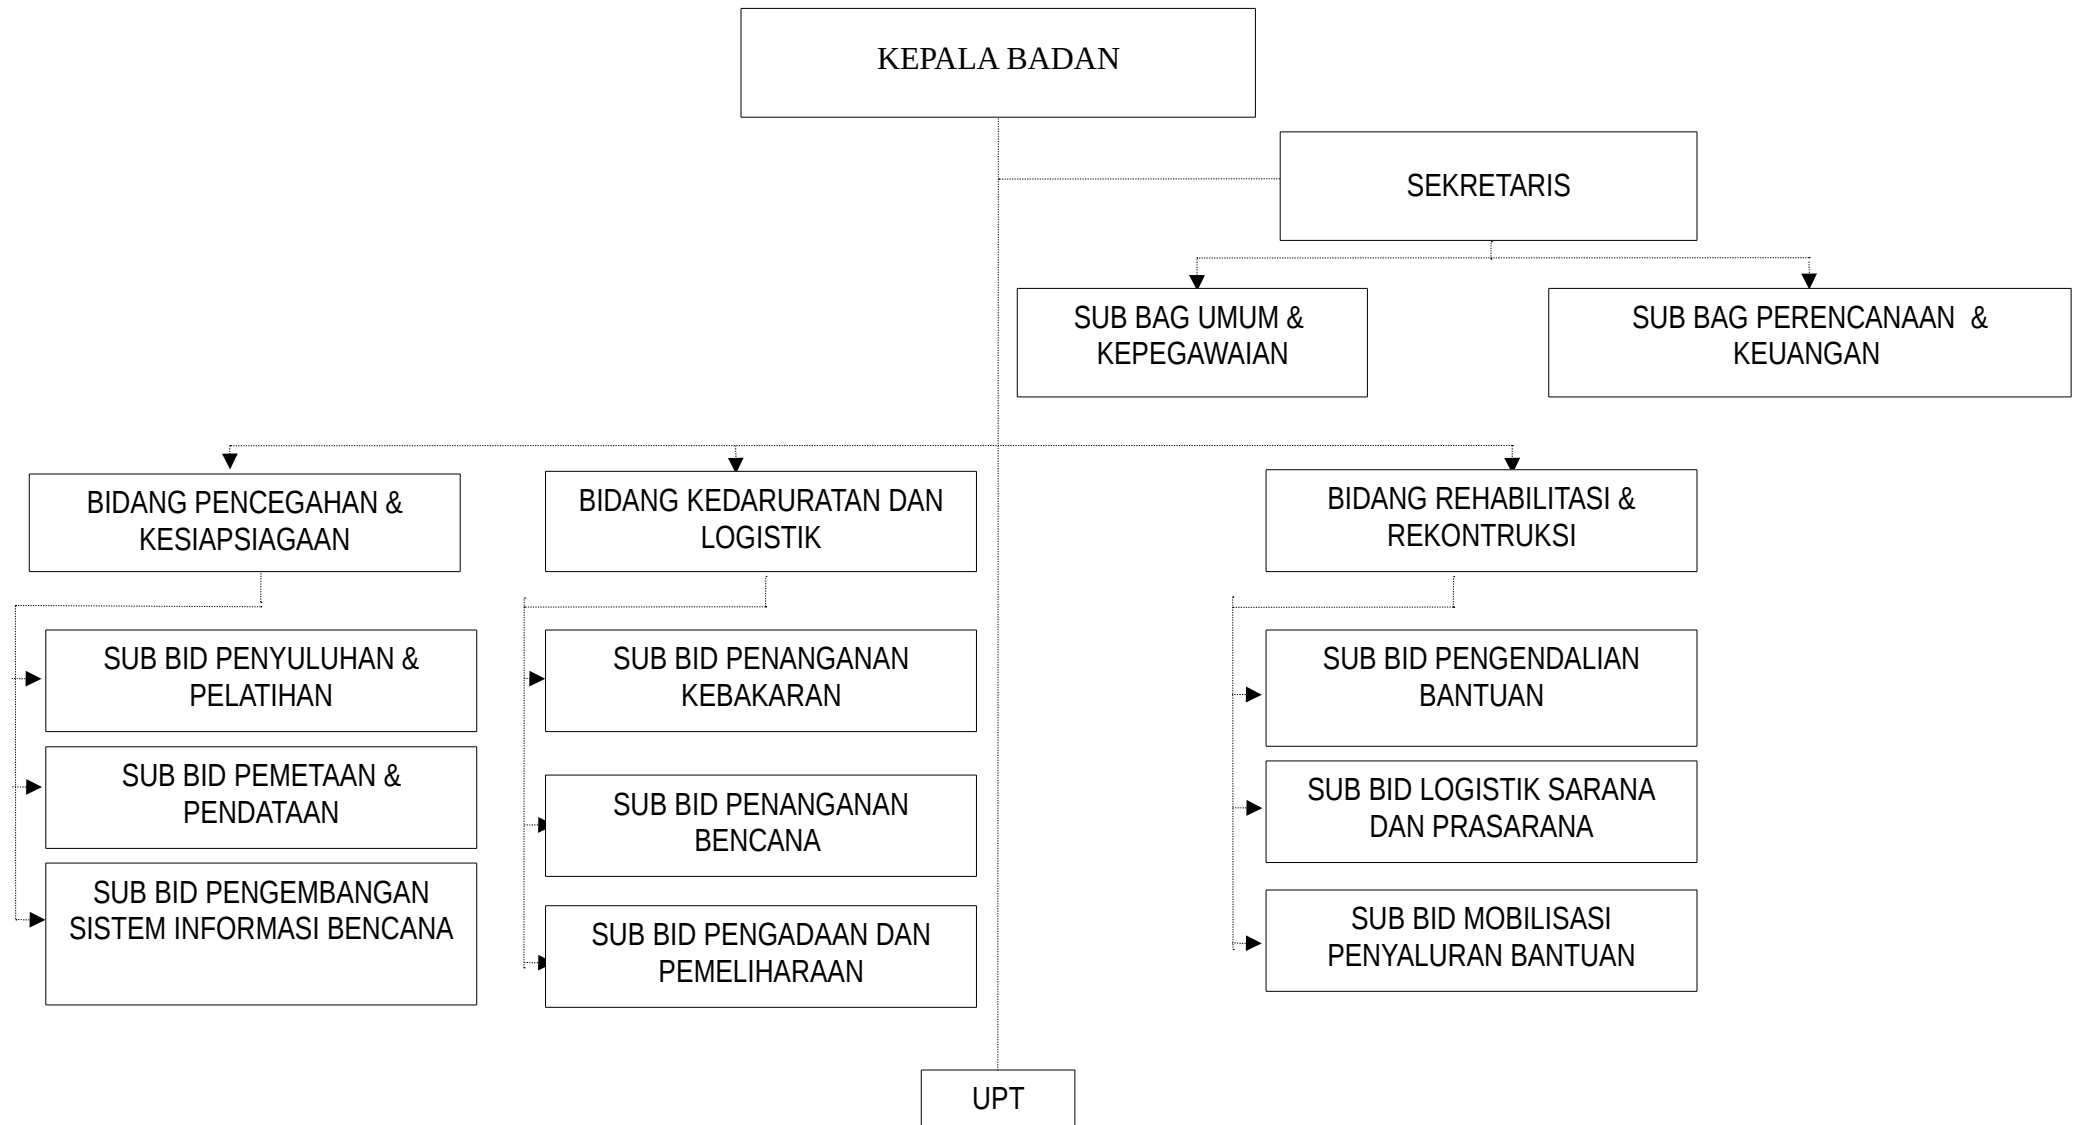 KEPALA BADAN
SEKRETARIS
SUB BAG UMUM &
KEPEGAWAIAN
SUB BAG PERENCANAAN  &
KEUANGAN
BIDANG PENCEGAHAN &
KESIAPSIAGAAN
BIDANG KEDARURATAN DAN
LOGISTIK
BIDANG REHABILITASI &
REKONTRUKSI
SUB BID PENYULUHAN &
PELATIHAN
SUB BID PEMETAAN &
PENDATAAN
SUB BID PENGEMBANGAN
SISTEM INFORMASI BENCANA
SUB BID PENANGANAN
KEBAKARAN
SUB BID PENANGANAN
BENCANA
SUB BID PENGADAAN DAN
PEMELIHARAAN
SUB BID PENGENDALIAN
BANTUAN
SUB BID LOGISTIK SARANA
DAN PRASARANA
SUB BID MOBILISASI
PENYALURAN BANTUAN
UPT